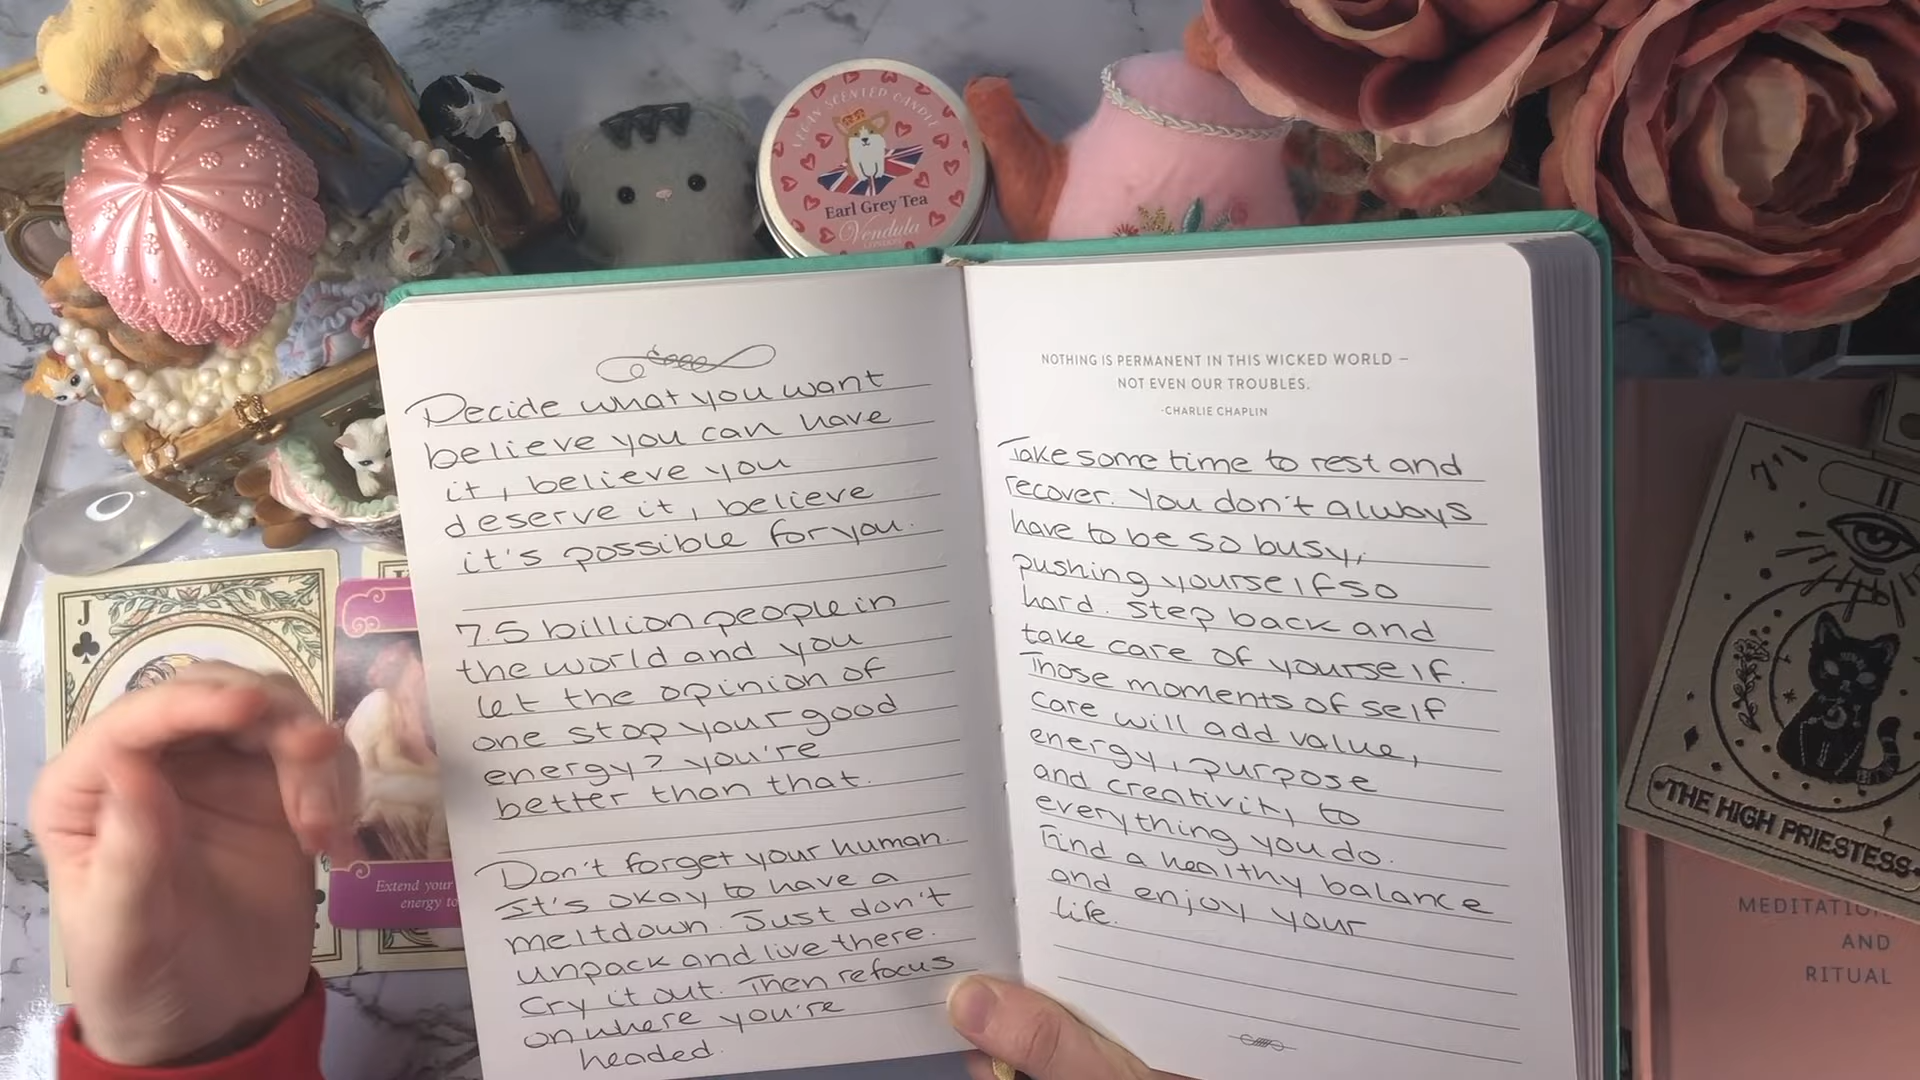 VEGAN SCENTED CANDLE
Earl Grey Tea
Vendula
LONDON
Decide what you want
believe you can have
it, believe you
deserve it, believe
it's possible for you.
7.5 billion people in
the world and you
let the opinion of
one stop your good
energy? you're
better than that.
Don't forget your human.
It's okay to have a
meltdown. Just don't
unpack and live there.
Cry it out. Then refocus
on where you're
headed.
NOTHING IS PERMANENT IN THIS WICKED WORLD –
NOT EVEN OUR TROUBLES.
-CHARLIE CHAPLIN
Take some time to rest and
recover. You don't always
have to be so busy,
pushing yourself so
hard. Step back and
take care of yourself.
Those moments of self
care will add value,
energy, purpose
and creativity to
everything you do.
Find a healthy balance
and enjoy your
life.
J
Extend your
energy to
II
·THE HIGH PRIESTESS·
MEDITATION
AND
RITUAL